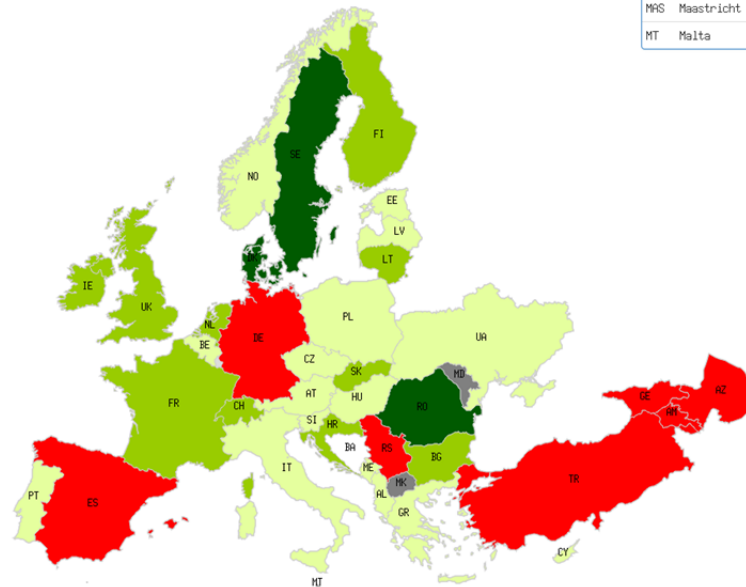 MAS Maastricht
MT Malta
FI
SE
NO
EE
LV
LT
DK
IE
UK
NL
BE
DE
PL
UA
CZ
SK
MD
FR
CH
AT
HU
RO
SI
HR
BA
RS
BG
IT
ME
MK
AL
GR
PT
ES
GE
AM
AZ
TR
CY
MT